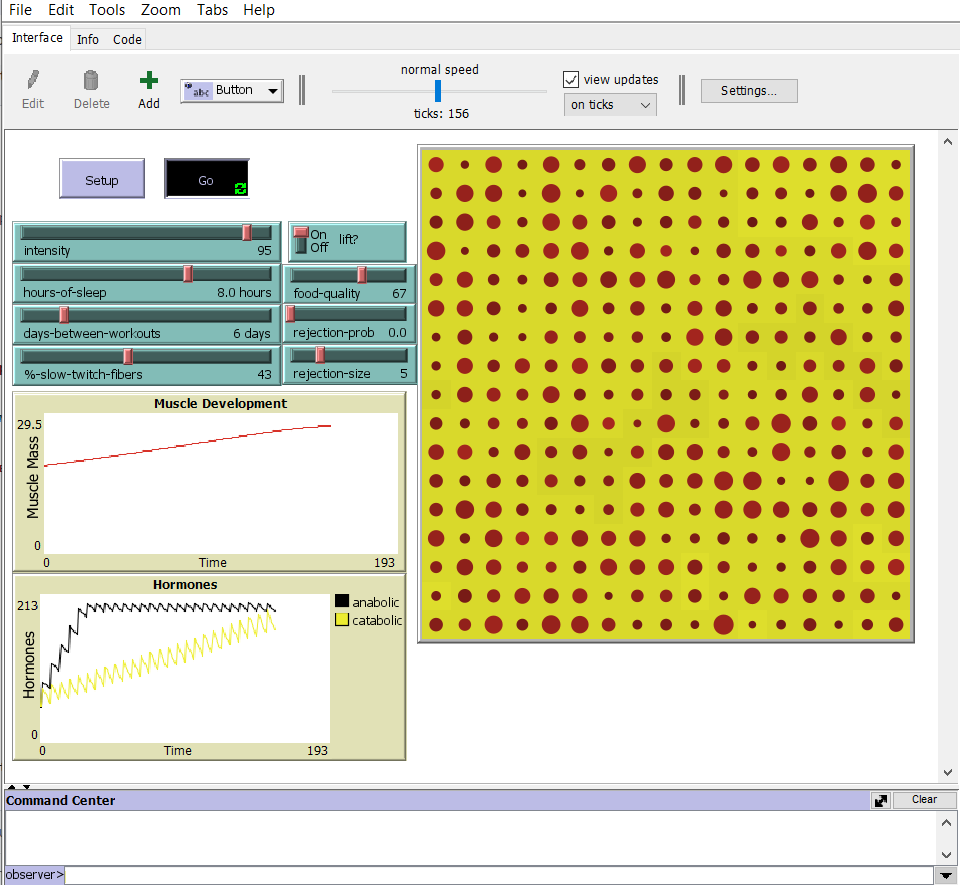 File Edit Tools Zoom Tabs Help
Interface Info Code
Edit Delete Add abc Button
normal speed
ticks: 156
view updates
on ticks
Settings...
Setup Go
intensity 95
On
Off
lift?
hours-of-sleep 8.0 hours
food-quality 67
days-between-workouts 6 days
rejection-prob 0.0
%-slow-twitch-fibers 43
rejection-size 5
Muscle Development
29.5
Muscle Mass
0
0 Time 193
Hormones
213
Hormones
0
0 Time 193
anabolic
catabolic
Command Center Clear
observer>